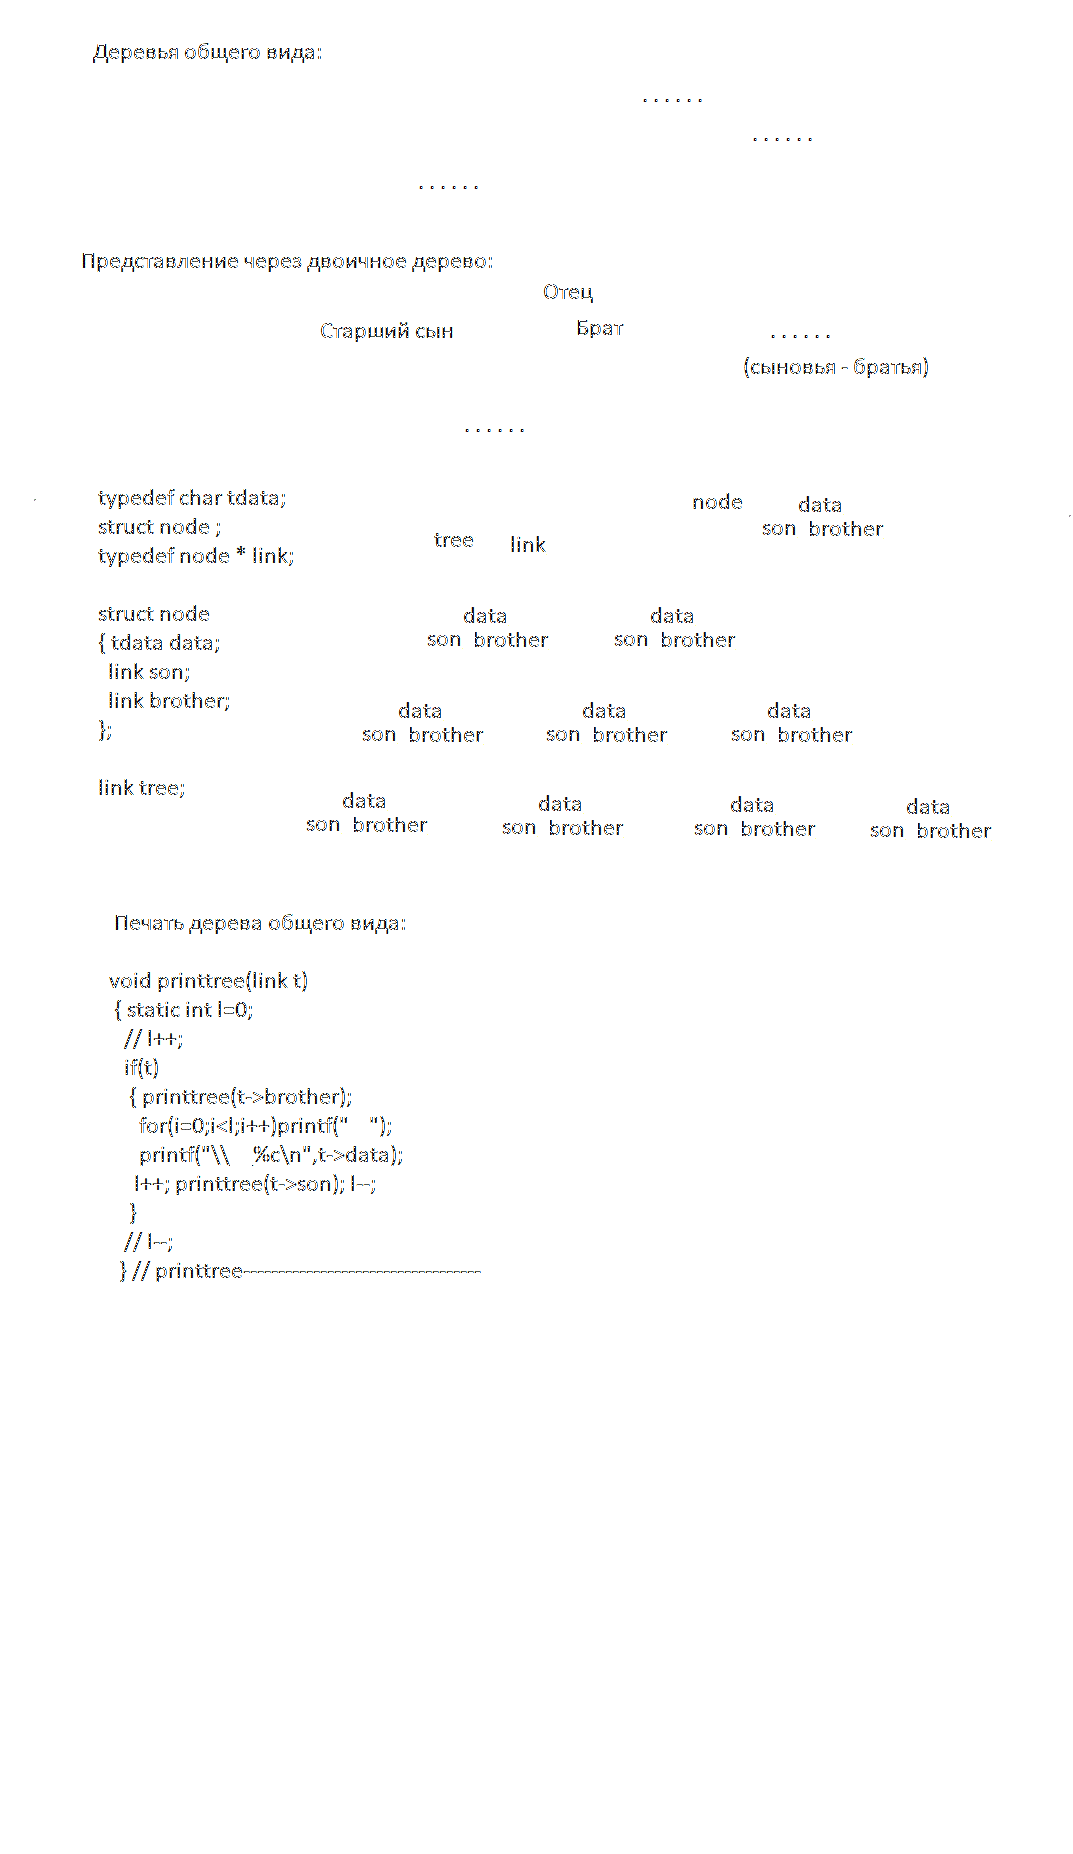 Деревья общего вида:
. . . . . .
. . . . . .
. . . . . .
Представление через двоичное дерево:
Отец
Старший сын Брат . . . . . .
(сыновья - братья)
. . . . . .
typedef char tdata;
struct node ;
typedef node * link;
node data
son brother
tree link
struct node
{ tdata data;
link son;
link brother;
};
link tree;
data data
son brother son brother
data data data
son brother son brother son brother
data data data data
son brother son brother son brother son brother
Печать дерева общего вида:
void printtree(link t)
{ static int l=0;
// l++;
if(t)
{ printtree(t->brother);
for(i=0;i<l;i++)printf("    ");
printf("\\    %c\n",t->data);
l++; printtree(t->son); l--;
}
// l--;
} // printtree----------------------------------